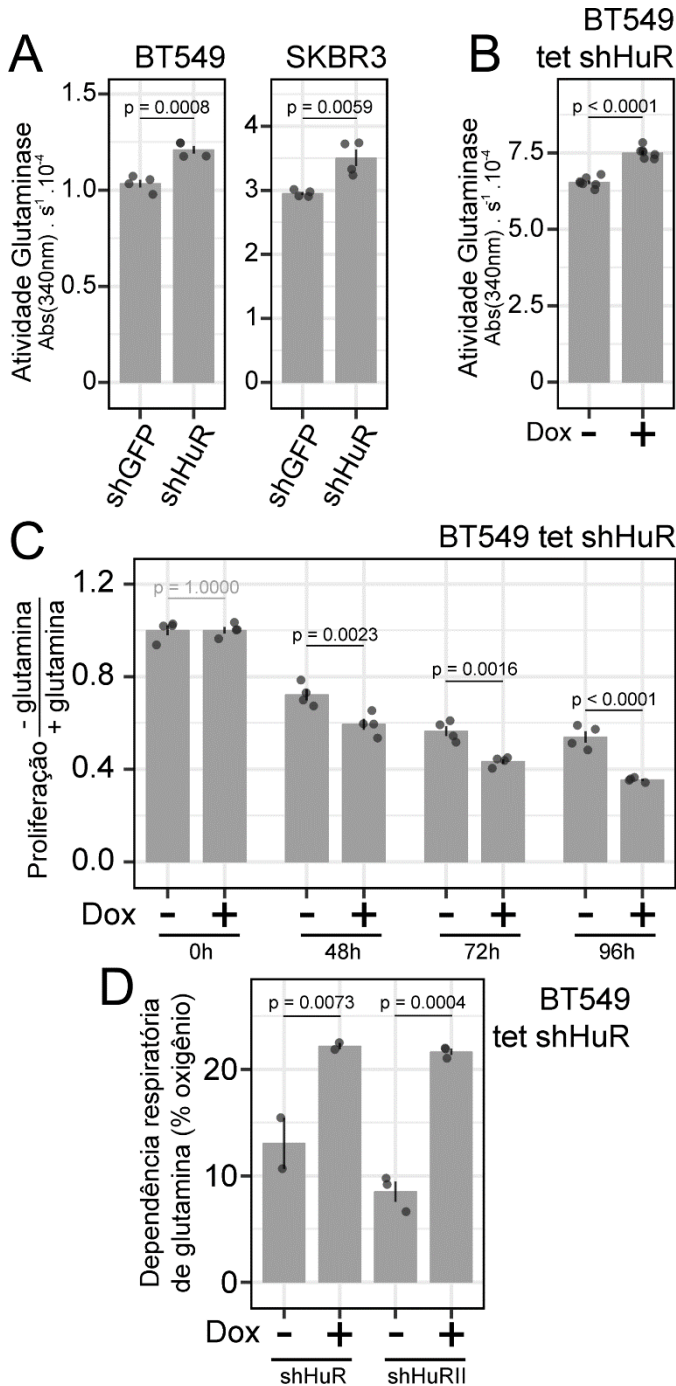 A
BT549
SKBR3
Atividade Glutaminase
Abs(340nm) . s⁻¹ .10⁻⁴
1.5
1.0
0.5
0
p = 0.0008
shGFP
shHuR
4
3
2
1
0
p = 0.0059
shGFP
shHuR
B
BT549
tet shHuR
Atividade Glutaminase
Abs(340nm) . s⁻¹ .10⁻⁴
7.5
5.0
2.5
0
p < 0.0001
Dox - +
C
BT549 tet shHuR
Proliferação - glutamina
+ glutamina
1.2
0.8
0.4
0.0
p = 1.0000
p = 0.0023
p = 0.0016
p < 0.0001
Dox - + - + - + - +
0h 48h 72h 96h
D
BT549
tet shHuR
Dependência respiratória
de glutamina (% oxigênio)
20
10
0
p = 0.0073
p = 0.0004
Dox - + - +
shHuR shHuRII